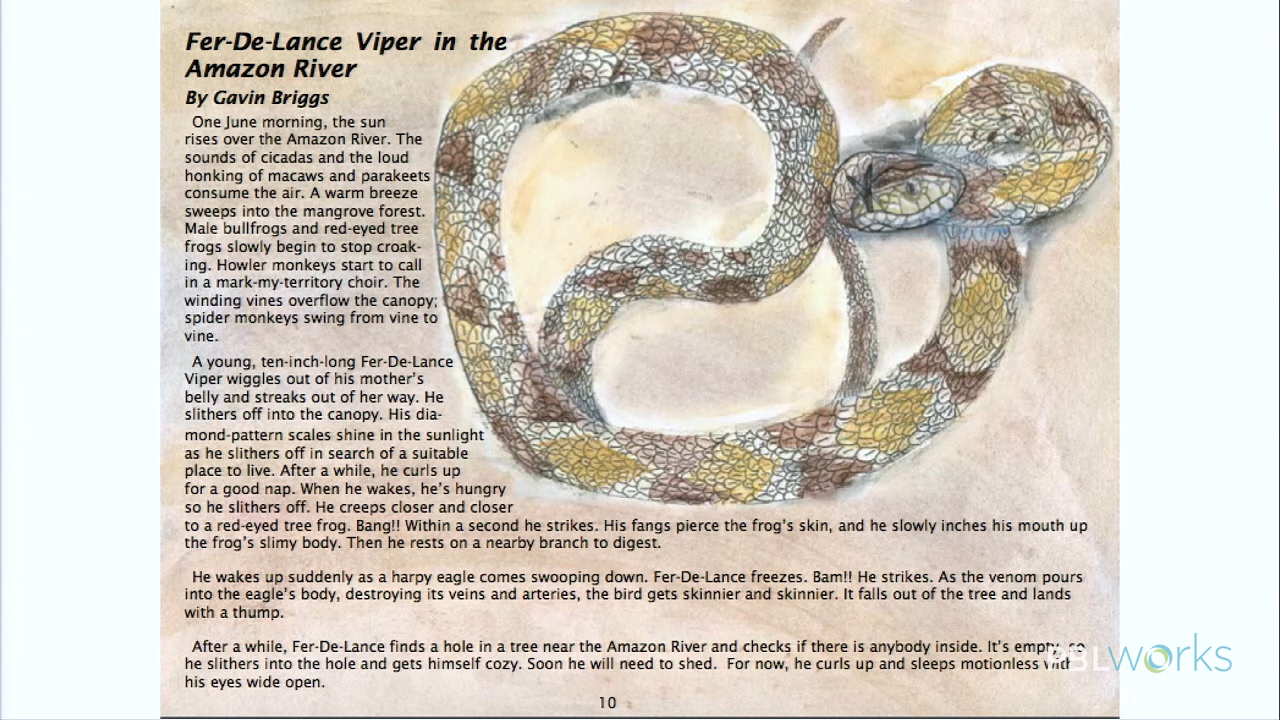 Fer-De-Lance Viper in the
Amazon River
By Gavin Briggs
One June morning, the sun
rises over the Amazon River. The
sounds of cicadas and the loud
honking of macaws and parakeets
consume the air. A warm breeze
sweeps into the mangrove forest.
Male bullfrogs and red-eyed tree
frogs slowly begin to stop croak-
ing. Howler monkeys start to call
in a mark-my-territory choir. The
winding vines overflow the canopy;
spider monkeys swing from vine to
vine.
A young, ten-inch-long Fer-De-Lance
Viper wiggles out of his mother's
belly and streaks out of her way. He
slithers off into the canopy. His dia-
mond-pattern scales shine in the sunlight
as he slithers off in search of a suitable
place to live. After a while, he curls up
for a good nap. When he wakes, he's hungry
so he slithers off. He creeps closer and closer
to a red-eyed tree frog. Bang!! Within a second he strikes. His fangs pierce the frog's skin, and he slowly inches his mouth up
the frog's slimy body. Then he rests on a nearby branch to digest.
He wakes up suddenly as a harpy eagle comes swooping down. Fer-De-Lance freezes. Bam!! He strikes. As the venom pours
into the eagle's body, destroying its veins and arteries, the bird gets skinnier and skinnier. It falls out of the tree and lands
with a thump.
After a while, Fer-De-Lance finds a hole in a tree near the Amazon River and checks if there is anybody inside. It's empty, so
he slithers into the hole and gets himself cozy. Soon he will need to shed. For now, he curls up and sleeps motionless with
his eyes wide open.
10
PBLWorks